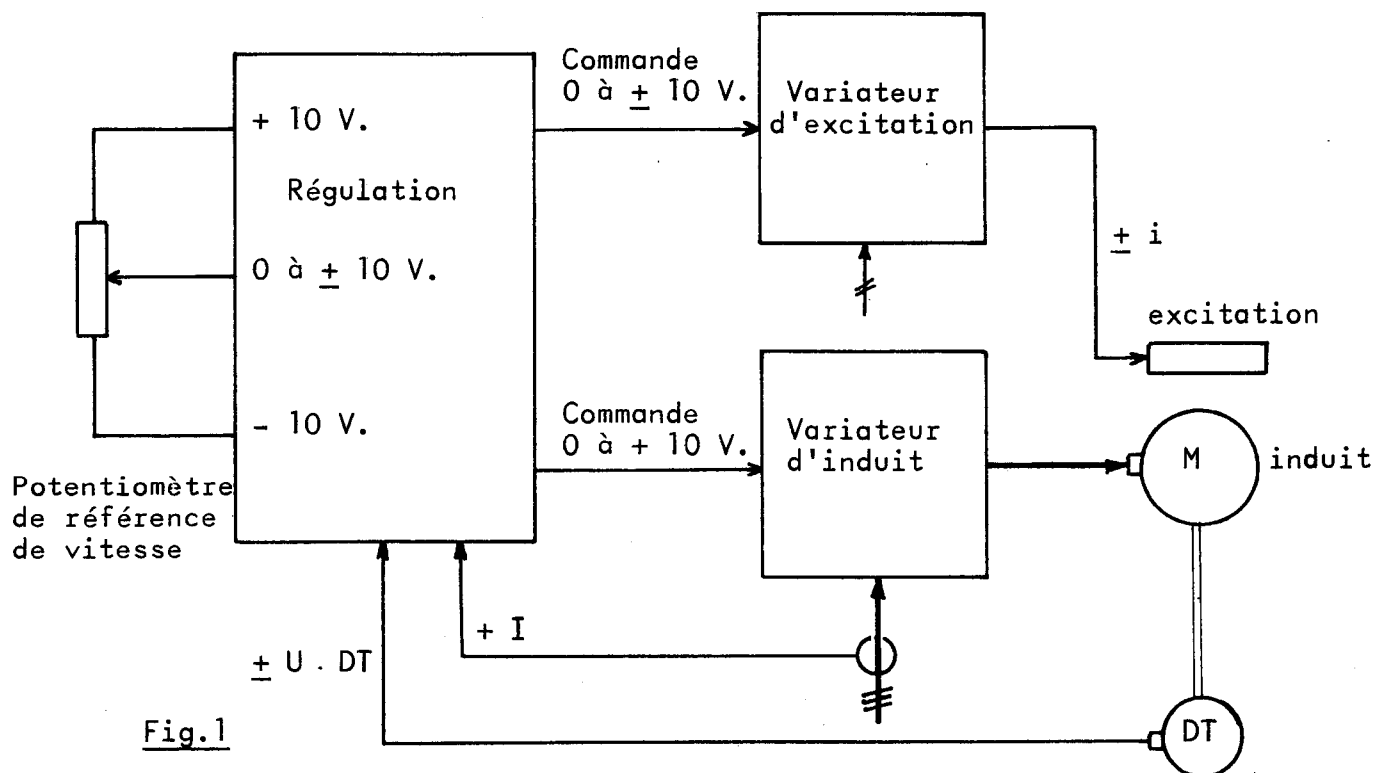 Commande
0 à ± 10 V.
Variateur
d'excitation
+ 10 V.
Régulation
0 à ± 10 V.
- 10 V.
± i
excitation
Commande
0 à + 10 V.
Variateur
d'induit
M
induit
Potentiomètre
de référence
de vitesse
+ I
± U . DT
DT
Fig.1